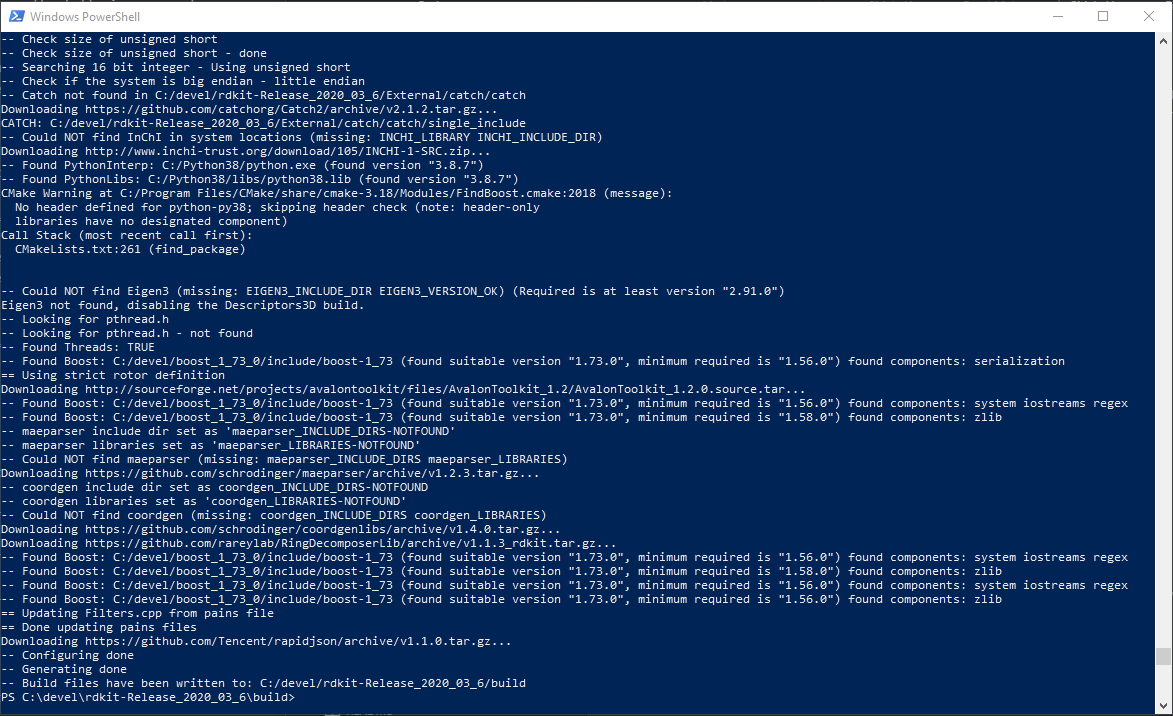 Windows PowerShell
-- Check size of unsigned short
-- Check size of unsigned short - done
-- Searching 16 bit integer - Using unsigned short
-- Check if the system is big endian - little endian
-- Catch not found in C:/devel/rdkit-Release_2020_03_6/External/catch/catch
Downloading https://github.com/catchorg/Catch2/archive/v2.1.2.tar.gz...
CATCH: C:/devel/rdkit-Release_2020_03_6/External/catch/catch/single_include
-- Could NOT find InChI in system locations (missing: INCHI_LIBRARY INCHI_INCLUDE_DIR)
Downloading http://www.inchi-trust.org/download/105/INCHI-1-SRC.zip...
-- Found PythonInterp: C:/Python38/python.exe (found version "3.8.7")
-- Found PythonLibs: C:/Python38/libs/python38.lib (found version "3.8.7")
CMake Warning at C:/Program Files/CMake/share/cmake-3.18/Modules/FindBoost.cmake:2018 (message):
  No header defined for python-py38; skipping header check (note: header-only
  libraries have no designated component)
Call Stack (most recent call first):
  CMakeLists.txt:261 (find_package)
-- Could NOT find Eigen3 (missing: EIGEN3_INCLUDE_DIR EIGEN3_VERSION_OK) (Required is at least version "2.91.0")
Eigen3 not found, disabling the Descriptors3D build.
-- Looking for pthread.h
-- Looking for pthread.h - not found
-- Found Threads: TRUE
-- Found Boost: C:/devel/boost_1_73_0/include/boost-1_73 (found suitable version "1.73.0", minimum required is "1.56.0") found components: serialization
== Using strict rotor definition
Downloading http://sourceforge.net/projects/avalontoolkit/files/AvalonToolkit_1.2/AvalonToolkit_1.2.0.source.tar...
-- Found Boost: C:/devel/boost_1_73_0/include/boost-1_73 (found suitable version "1.73.0", minimum required is "1.56.0") found components: system iostreams regex
-- Found Boost: C:/devel/boost_1_73_0/include/boost-1_73 (found suitable version "1.73.0", minimum required is "1.58.0") found components: zlib
-- maeparser include dir set as 'maeparser_INCLUDE_DIRS-NOTFOUND'
-- maeparser libraries set as 'maeparser_LIBRARIES-NOTFOUND'
-- Could NOT find maeparser (missing: maeparser_INCLUDE_DIRS maeparser_LIBRARIES)
Downloading https://github.com/schrodinger/maeparser/archive/v1.2.3.tar.gz...
-- coordgen include dir set as coordgen_INCLUDE_DIRS-NOTFOUND
-- coordgen libraries set as 'coordgen_LIBRARIES-NOTFOUND'
-- Could NOT find coordgen (missing: coordgen_INCLUDE_DIRS coordgen_LIBRARIES)
Downloading https://github.com/schrodinger/coordgenlibs/archive/v1.4.0.tar.gz...
Downloading https://github.com/rareylab/RingDecomposerLib/archive/v1.1.3_rdkit.tar.gz...
-- Found Boost: C:/devel/boost_1_73_0/include/boost-1_73 (found suitable version "1.73.0", minimum required is "1.56.0") found components: system iostreams regex
-- Found Boost: C:/devel/boost_1_73_0/include/boost-1_73 (found suitable version "1.73.0", minimum required is "1.58.0") found components: zlib
-- Found Boost: C:/devel/boost_1_73_0/include/boost-1_73 (found suitable version "1.73.0", minimum required is "1.56.0") found components: system iostreams regex
-- Found Boost: C:/devel/boost_1_73_0/include/boost-1_73 (found suitable version "1.73.0", minimum required is "1.56.0") found components: zlib
== Updating Filters.cpp from pains file
== Done updating pains files
Downloading https://github.com/Tencent/rapidjson/archive/v1.1.0.tar.gz...
-- Configuring done
-- Generating done
-- Build files have been written to: C:/devel/rdkit-Release_2020_03_6/build
PS C:\devel\rdkit-Release_2020_03_6\build>